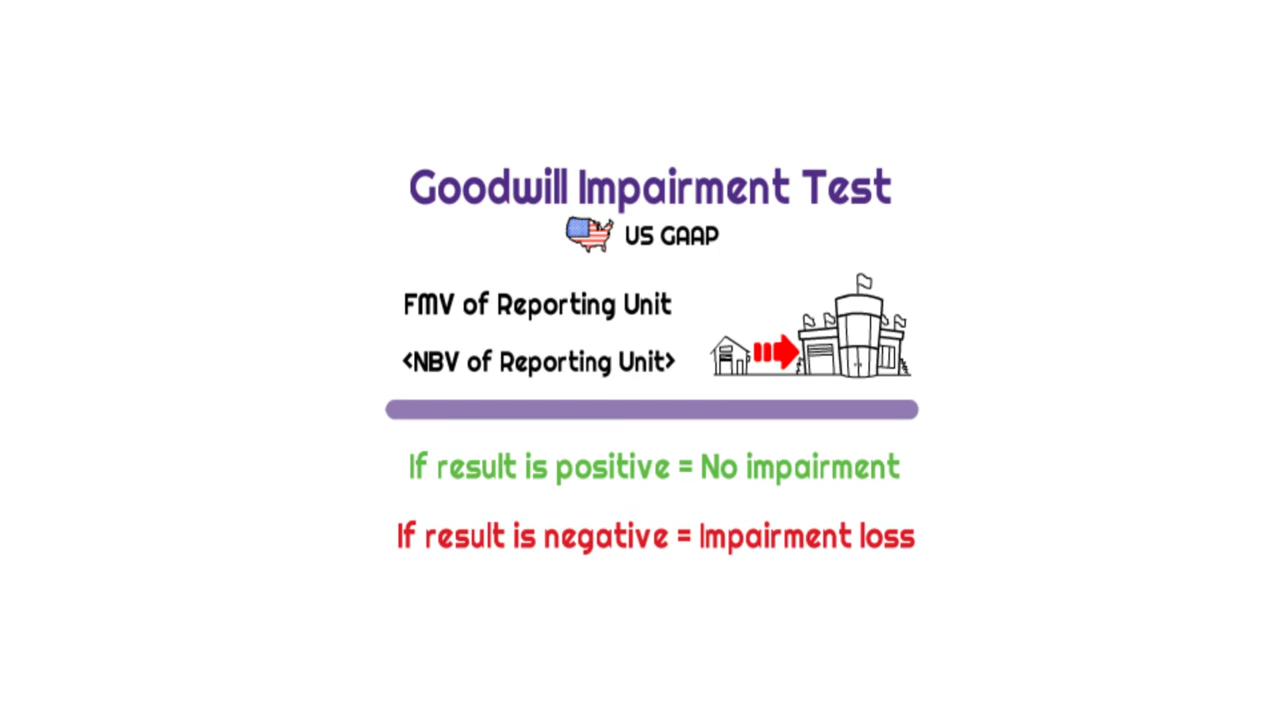 Goodwill Impairment Test
US GAAP
FMV of Reporting Unit
<NBV of Reporting Unit>
If result is positive = No impairment
If result is negative = Impairment loss